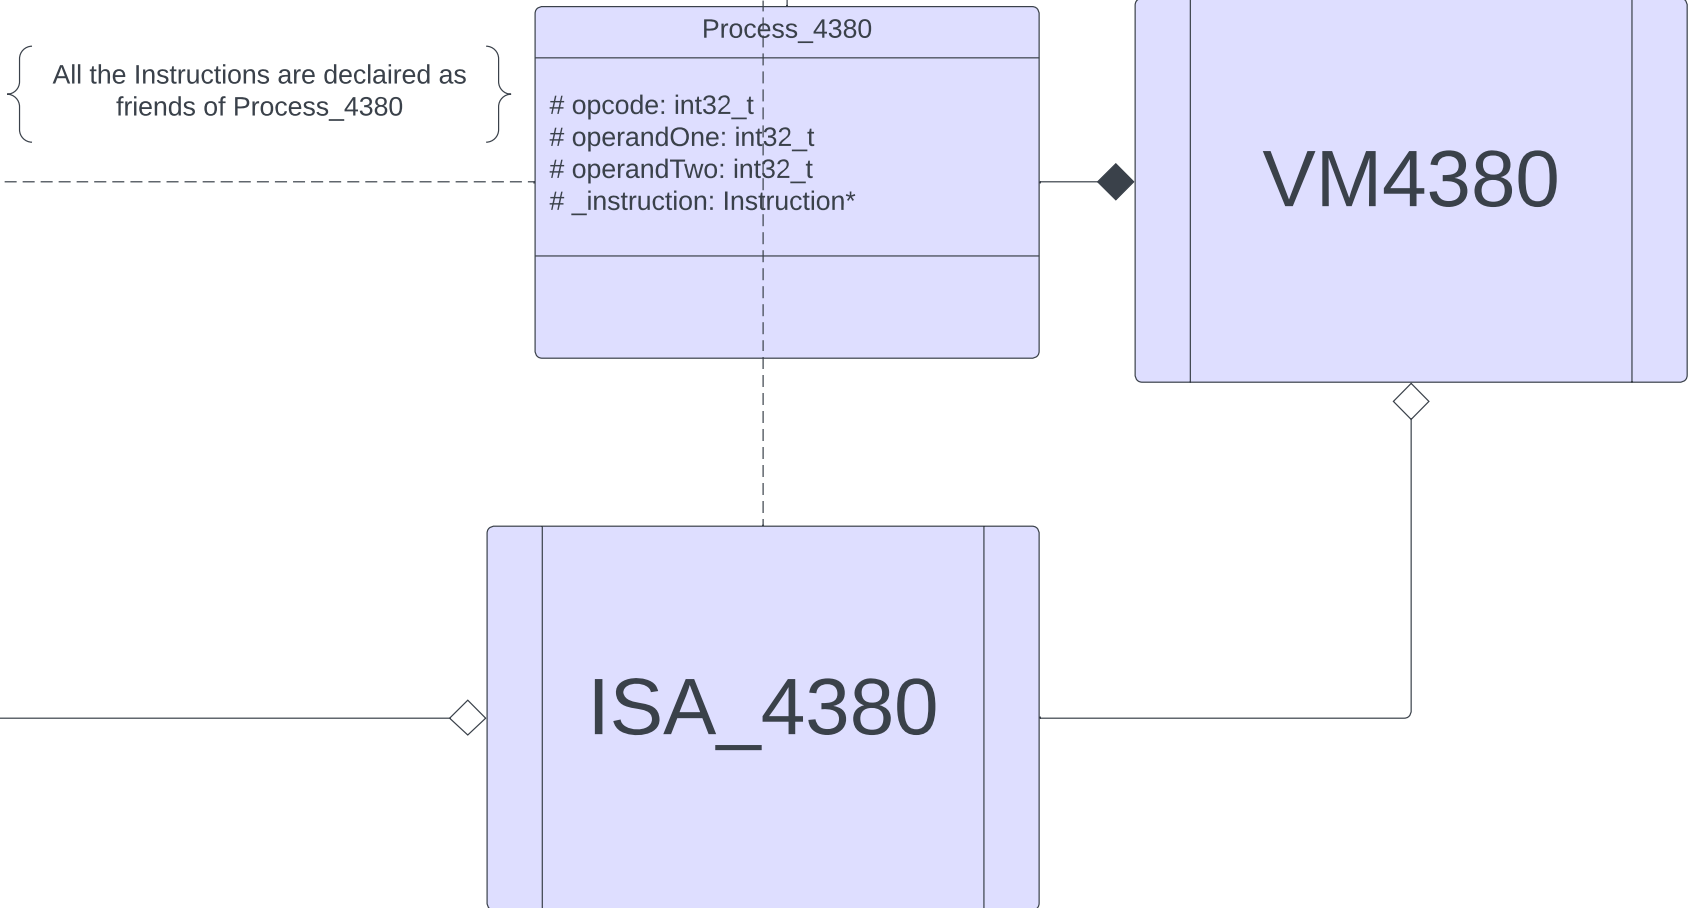 Process_4380
All the Instructions are declaired as
friends of Process_4380
# opcode: int32_t
# operandOne: int32_t
# operandTwo: int32_t
# _instruction: Instruction*
VM4380
ISA_4380